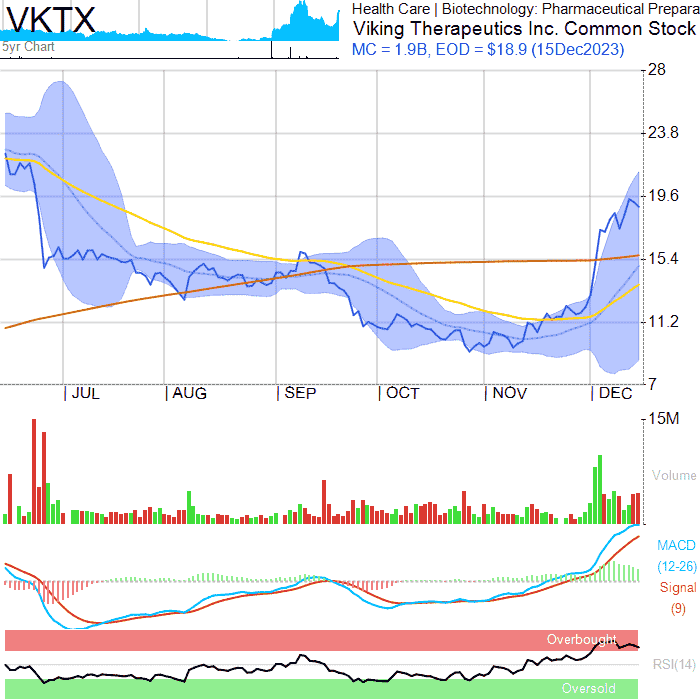 VKTX
Health Care | Biotechnology: Pharmaceutical Prepara
Viking Therapeutics Inc. Common Stock
MC = 1.9B, EOD = $18.9 (15Dec2023)
5yr Chart
28
23.8
19.6
15.4
11.2
7
JUL
AUG
SEP
OCT
NOV
DEC
15M
Volume
MACD
(12-26)
Signal
(9)
Overbought
RSI(14)
Oversold